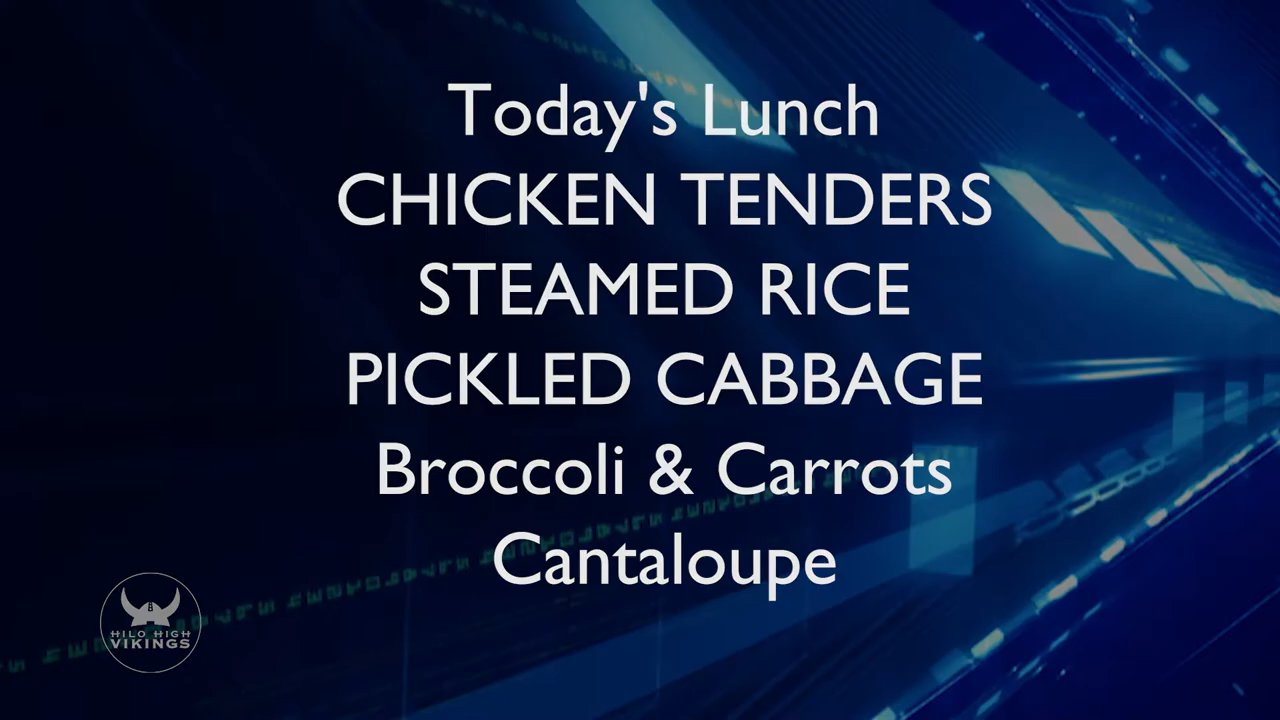 Today's Lunch
CHICKEN TENDERS
STEAMED RICE
PICKLED CABBAGE
Broccoli & Carrots
Cantaloupe
HILO HIGH
VIKINGS